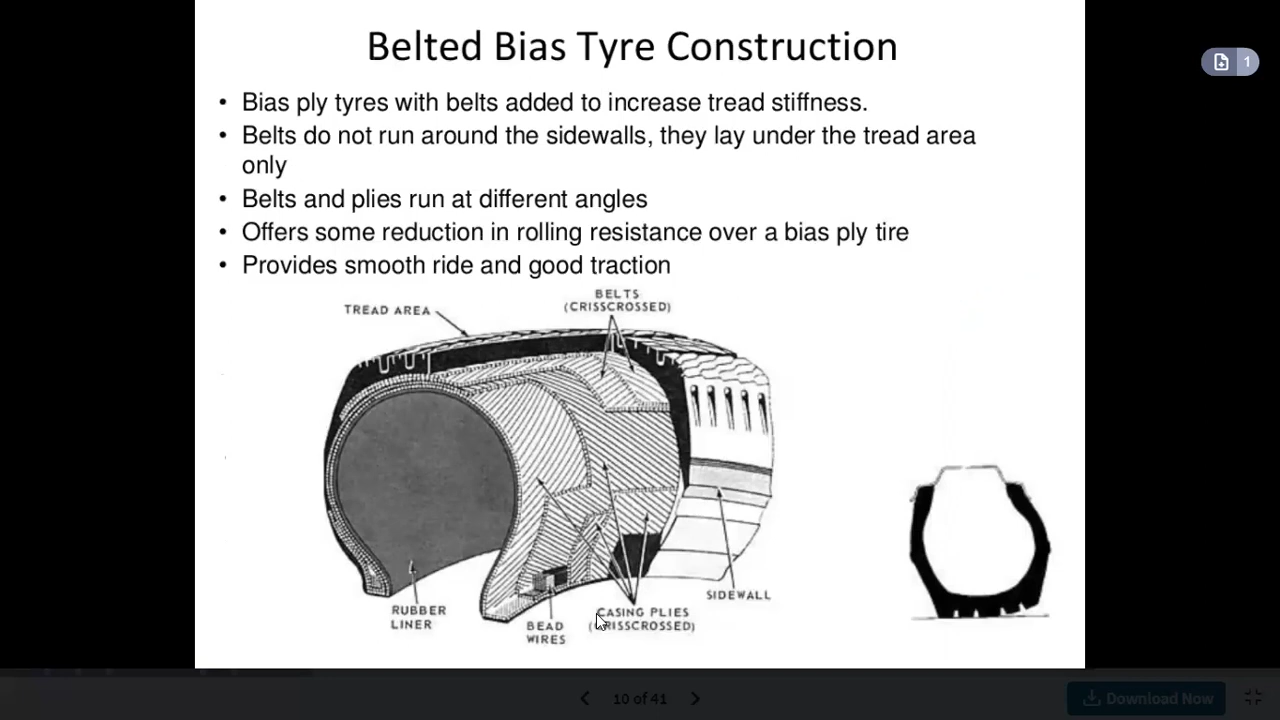 Belted Bias Tyre Construction
1
• Bias ply tyres with belts added to increase tread stiffness.
• Belts do not run around the sidewalls, they lay under the tread area
only
• Belts and plies run at different angles
• Offers some reduction in rolling resistance over a bias ply tire
• Provides smooth ride and good traction
BELTS
(CRISSCROSSED)
TREAD AREA
SIDEWALL
RUBBER
LINER
BEAD
WIRES
CASING PLIES
(CRISSCROSSED)
10 of 41
Download Now